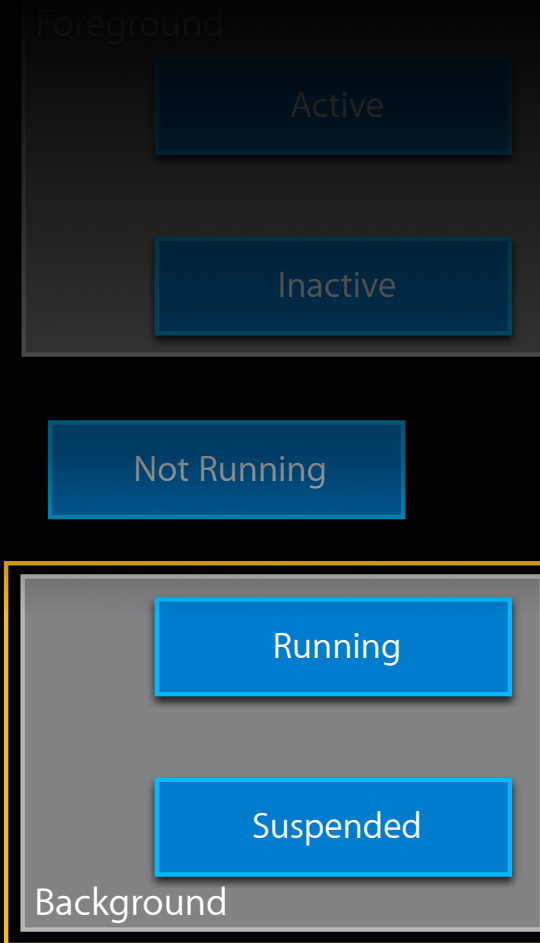 Foreground
Active
Inactive
Not Running
Running
Suspended
Background